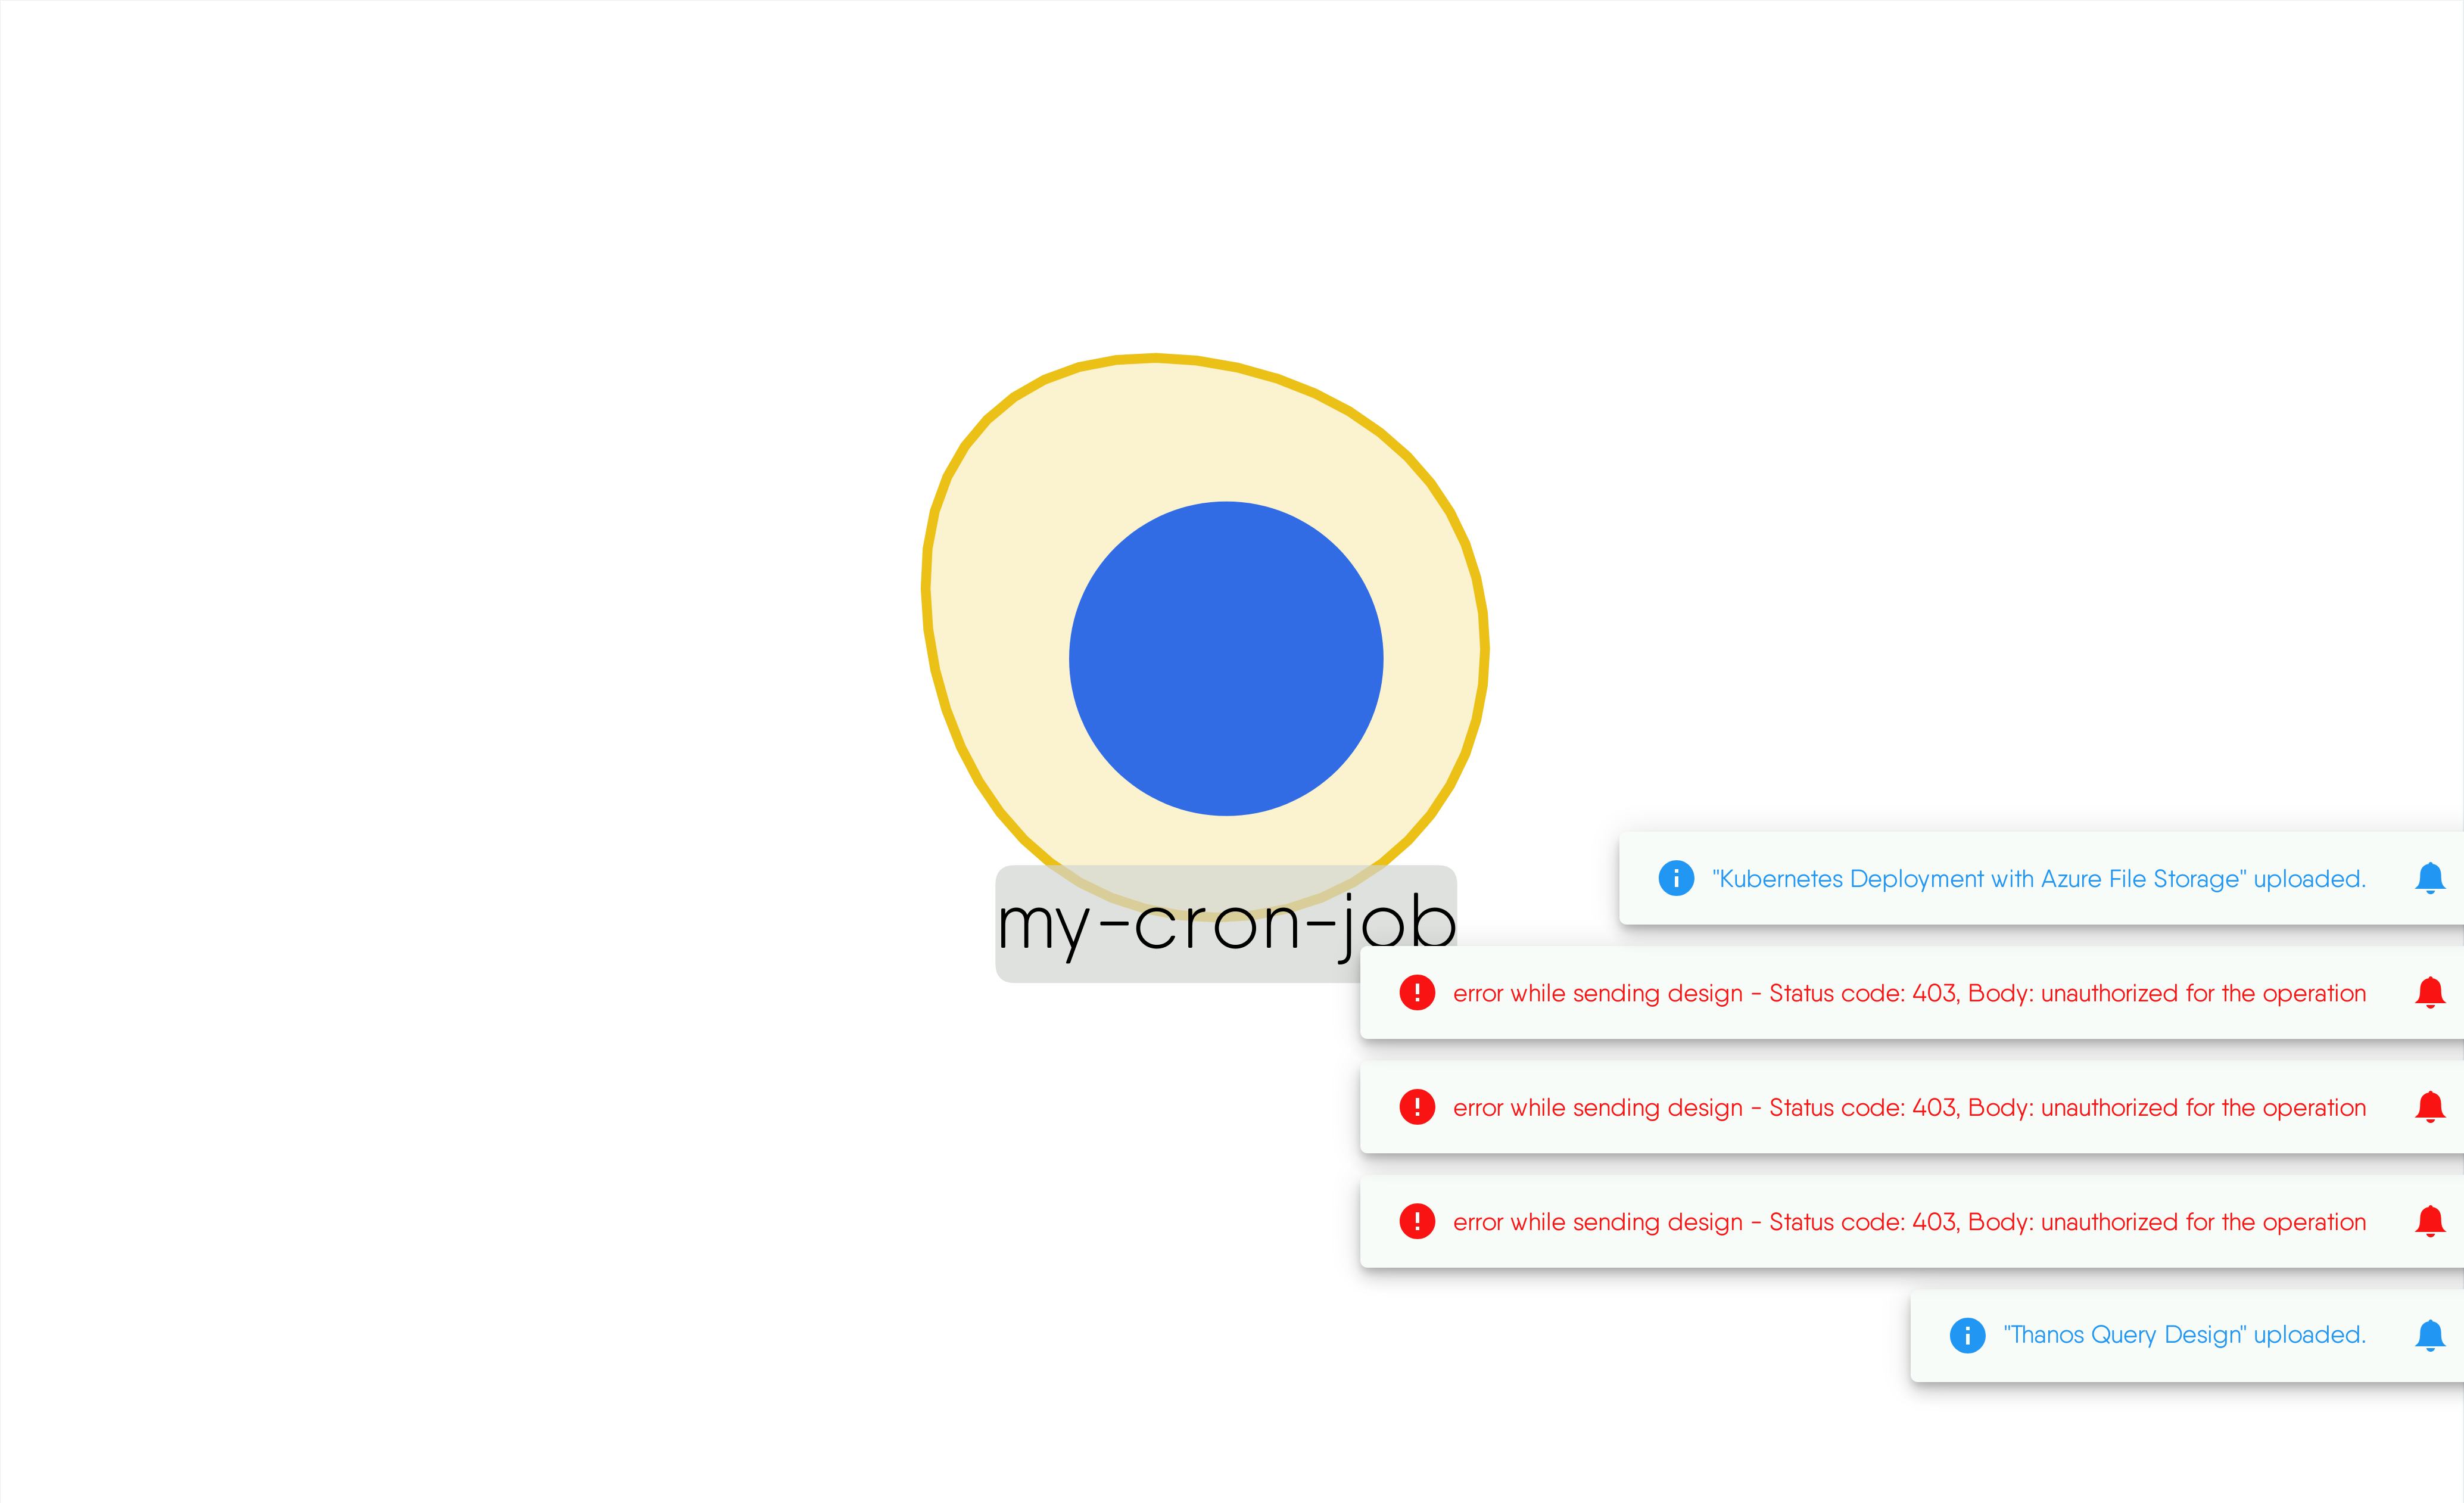 my-cron-job
"Kubernetes Deployment with Azure File Storage" uploaded.
error while sending design - Status code: 403, Body: unauthorized for the operation
error while sending design - Status code: 403, Body: unauthorized for the operation
error while sending design - Status code: 403, Body: unauthorized for the operation
"Thanos Query Design" uploaded.